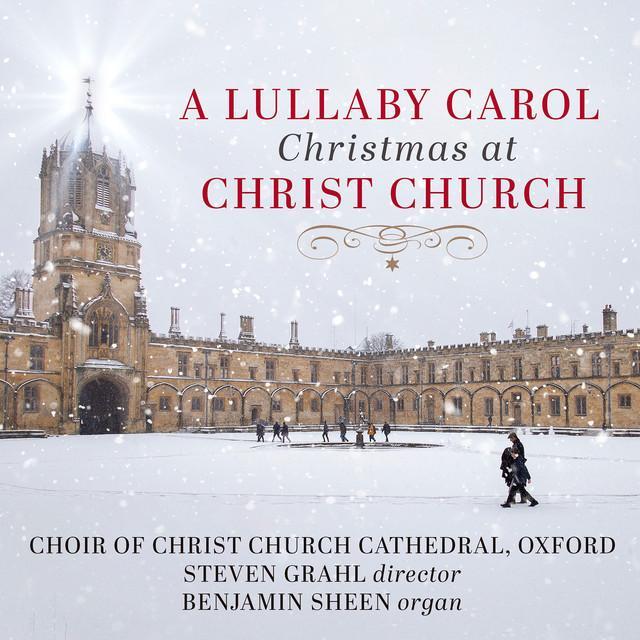 A LULLABY CAROL
Christmas at
CHRIST CHURCH
CHOIR OF CHRIST CHURCH CATHEDRAL, OXFORD
STEVEN GRAHL director
BENJAMIN SHEEN organ